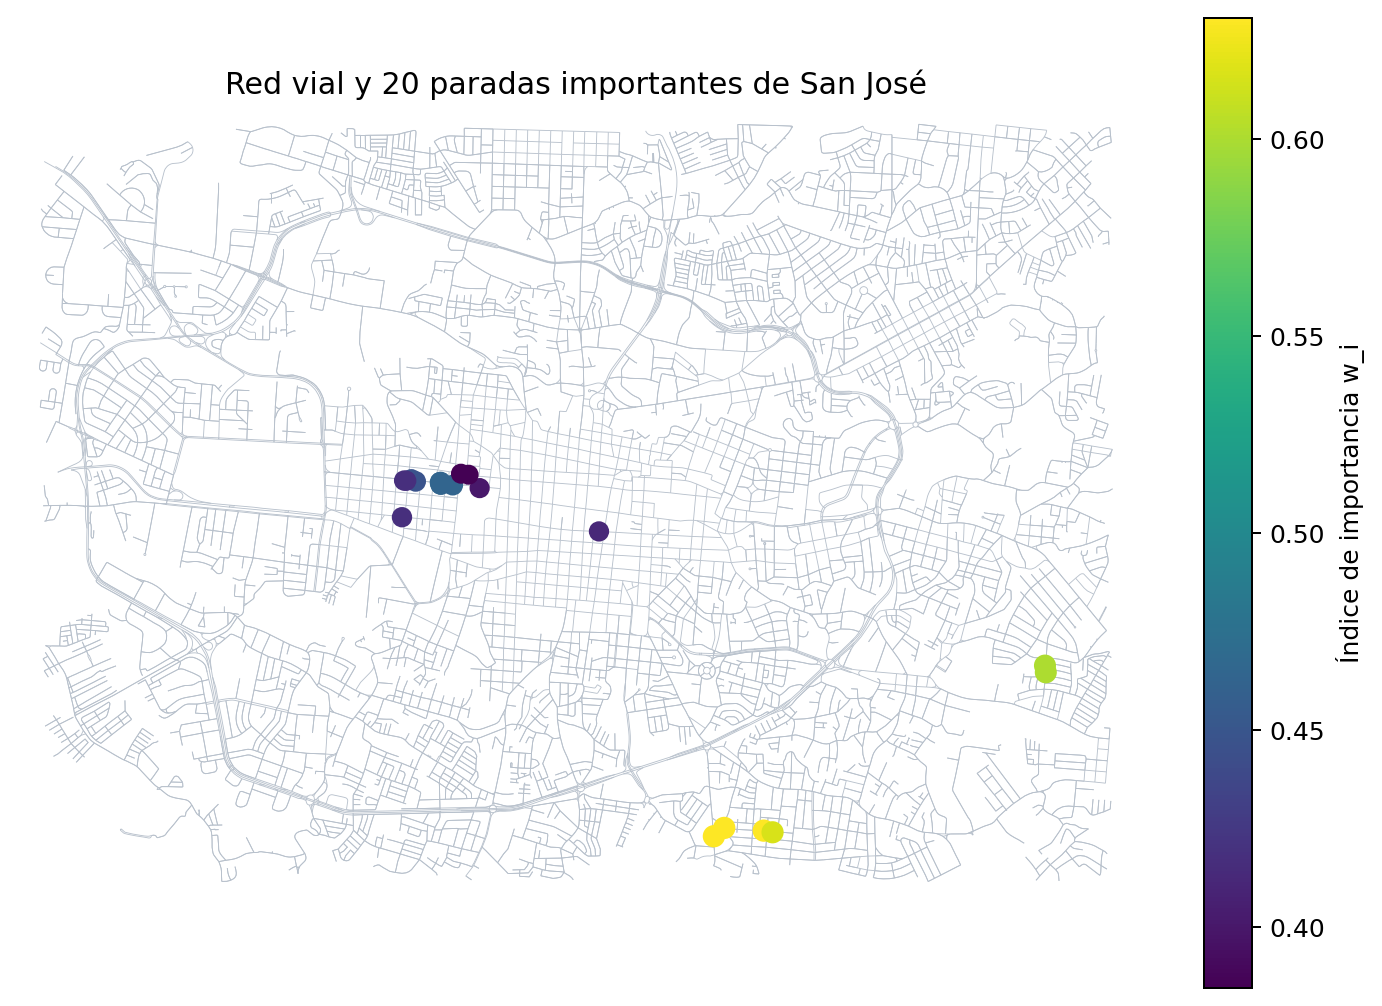 Red vial y 20 paradas importantes de San José
0.60
0.55
0.50
0.45
0.40
Índice de importancia w_i